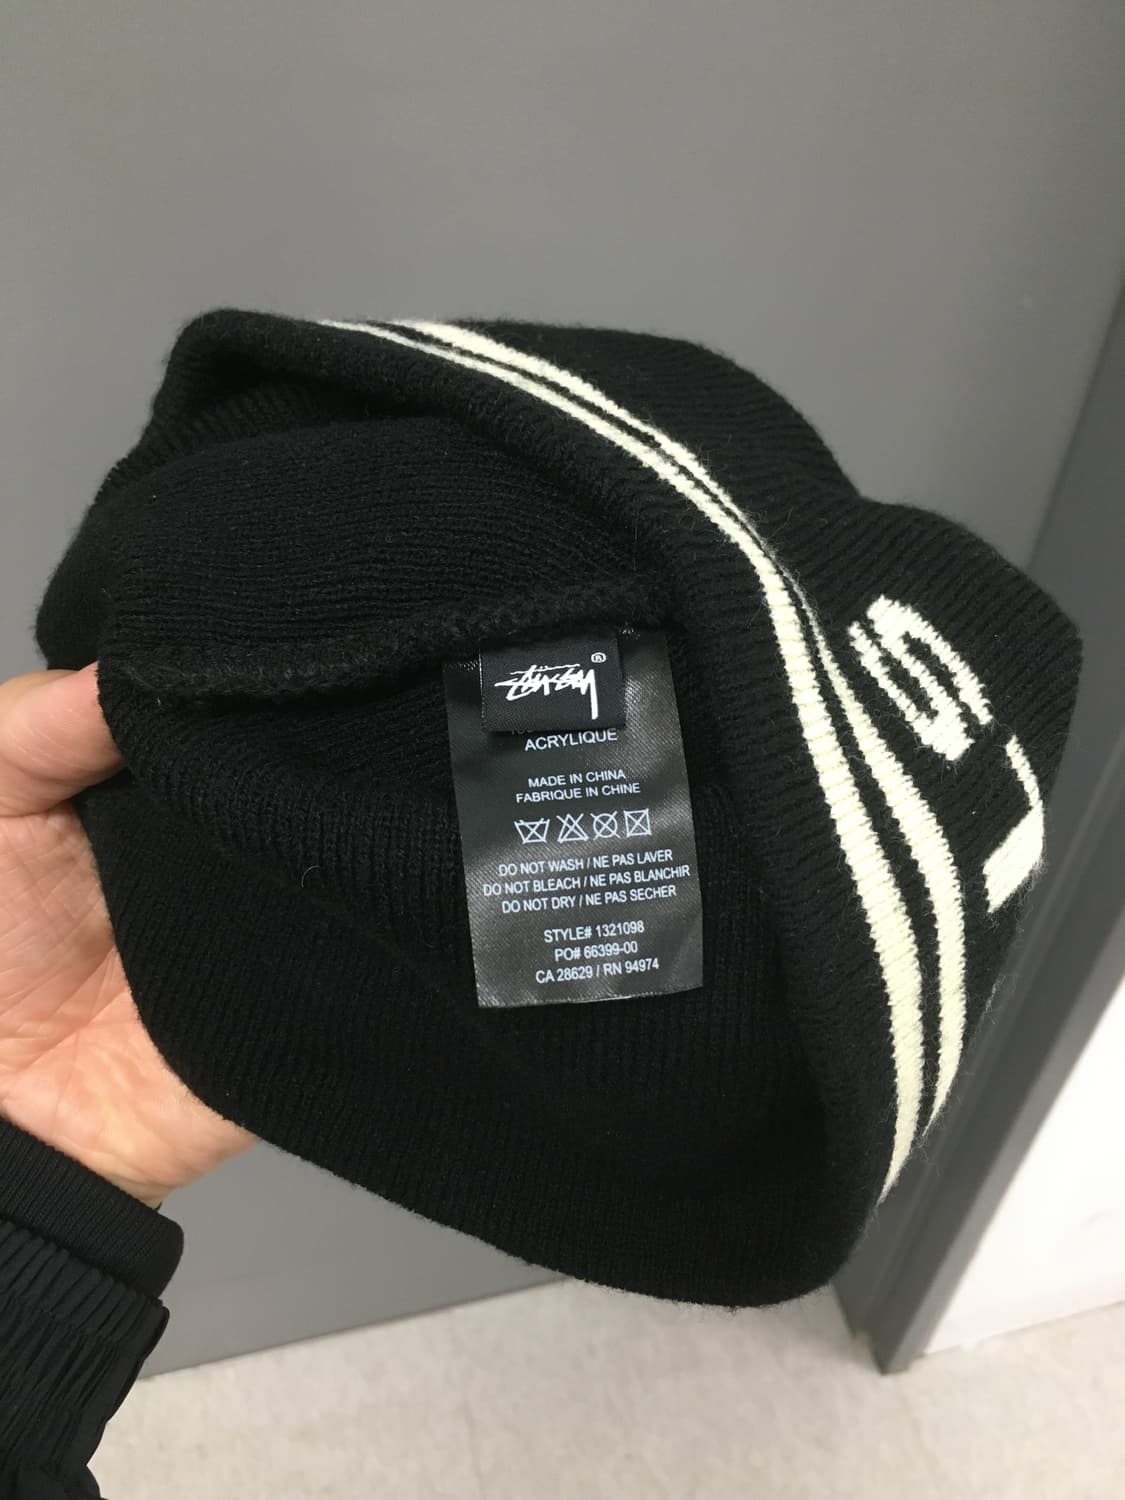 Stüssy ®
ACRYLIQUE
MADE IN CHINA
FABRIQUE IN CHINE
DO NOT WASH / NE PAS LAVER
DO NOT BLEACH / NE PAS BLANCHIR
DO NOT DRY / NE PAS SECHER
STYLE# 1321098
PO# 66399-00
CA 28629 / RN 94974
S